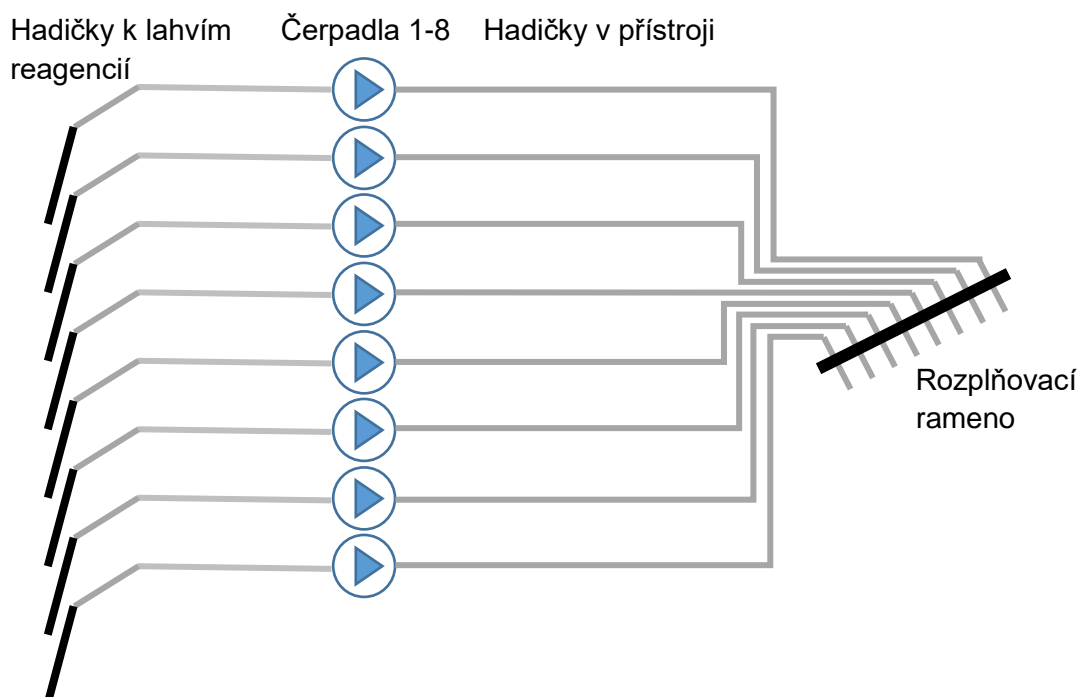 Hadičky k lahvím
reagencií
Čerpadla 1-8
Hadičky v přístroji
Rozplňovací
rameno